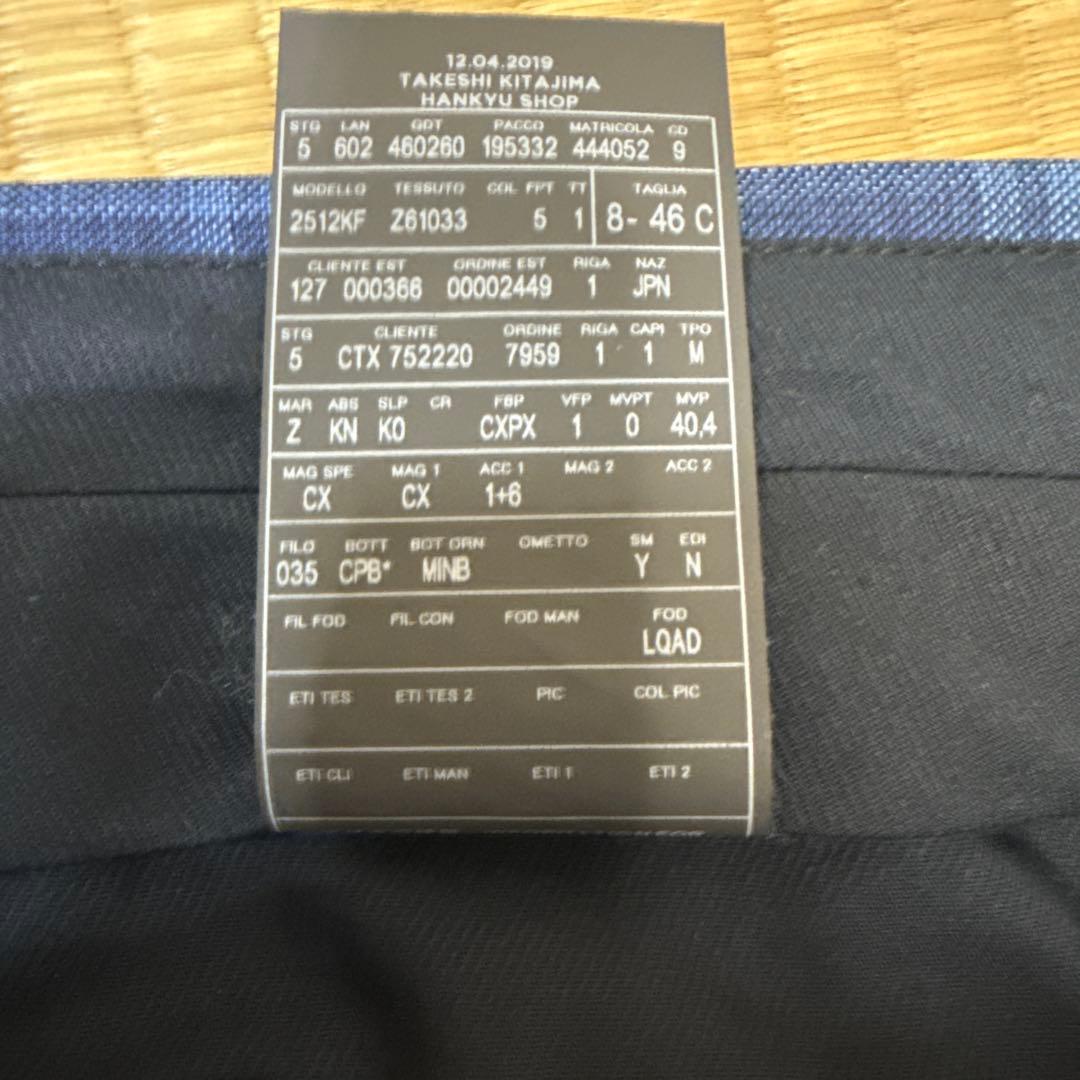 12.04.2019
TAKESHI KITAJIMA
HANKYU SHOP
STG LAN GDT PACCO MATRICOLA CD
5 602 460260 195332 444052 9
MODELLO TESSUTO COL FPT TT TAGLIA
2512KF Z61033 5 1 8- 46 C
CLIENTE EST ORDINE EST RIGA NAZ
127 000366 00002449 1 JPN
STG CLIENTE ORDINE RIGA CAPI TPO
5 CTX 752220 7959 1 1 M
MAR ABS SLP CR FBP VFP MVPT MVP
Z KN K0 CXPX 1 0 40,4
MAG SPE MAG 1 ACC 1 MAG 2 ACC 2
CX CX 1+6
FILO BOTT BOT ORN OMETTO SM EDI
035 CPB* MINB Y N
FIL FOD FIL CON FOD MAN FOD
LQAD
ETI TES ETI TES 2 PIC COL PIC
ETI CLI ETI MAN ETI 1 ETI 2